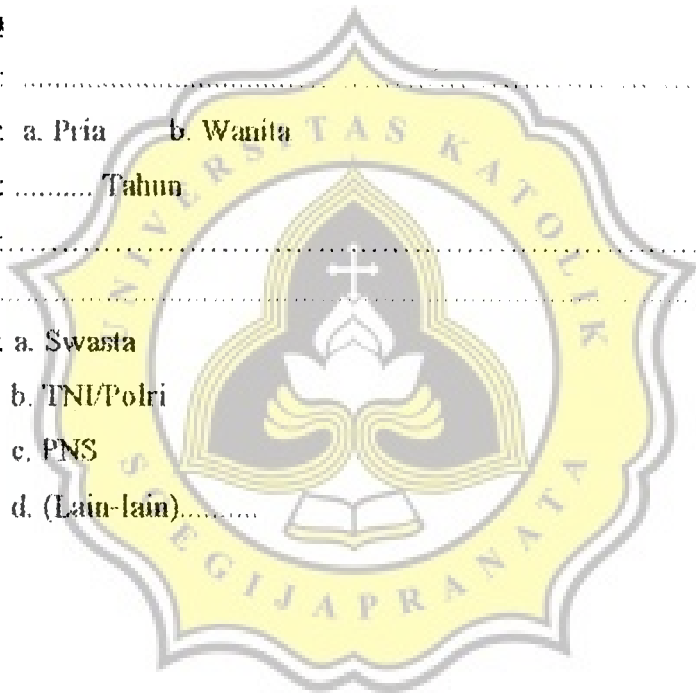 : ..........................................................
: a. Pria b. Wanita
: .......... Tahun
: ..........................................................
..........................................................
: a. Swasta
b. TNI/Polri
c. PNS
d. (Lain-lain)..........
UNIVERSITAS KATOLIK
SOEGIJAPRANATA